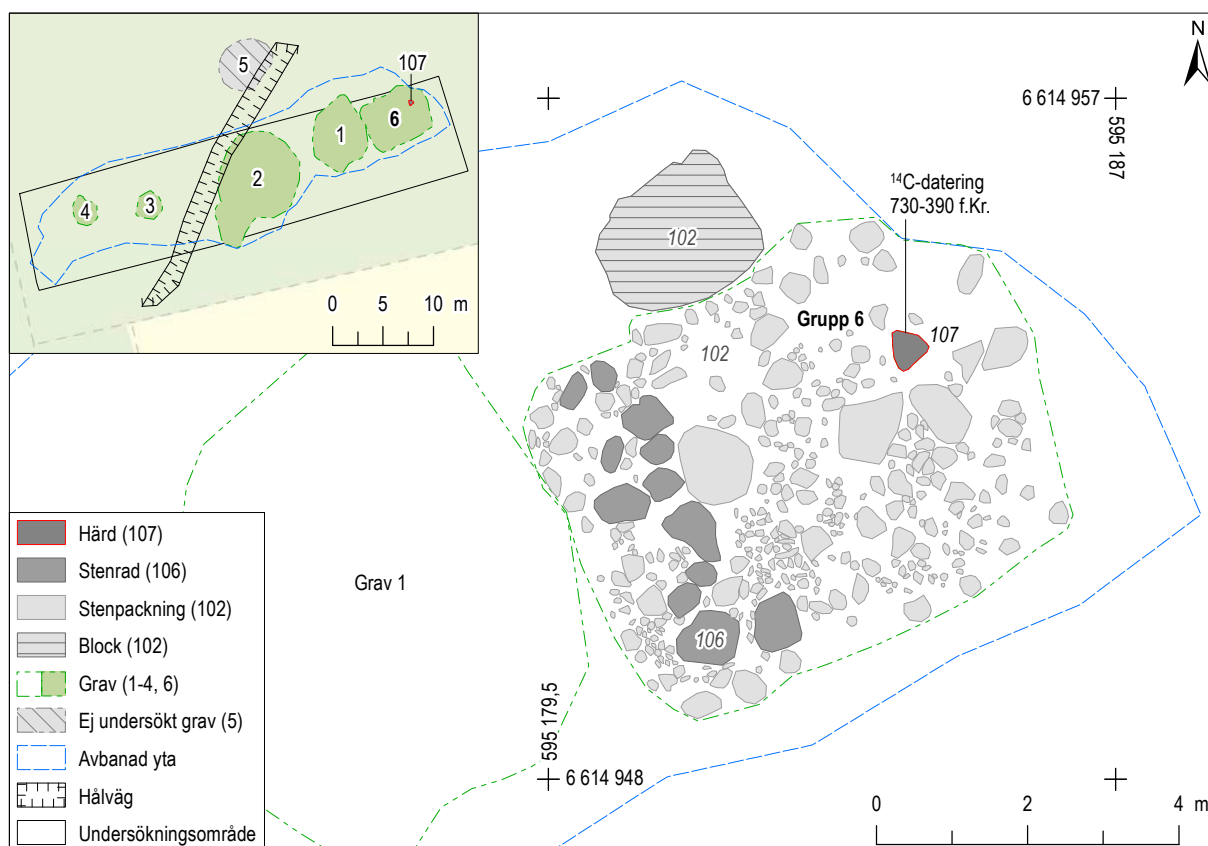 5
107
1
6
2
4
3
0 5 10 m
N
6 614 957
595 187
¹⁴C-datering
730-390 f.Kr.
102
Grupp 6
107
102
Grav 1
106
595 179,5
6 614 948
0 2 4 m
Härd (107)
Stenrad (106)
Stenpackning (102)
Block (102)
Grav (1-4, 6)
Ej undersökt grav (5)
Avbanad yta
Hålväg
Undersökningsområde